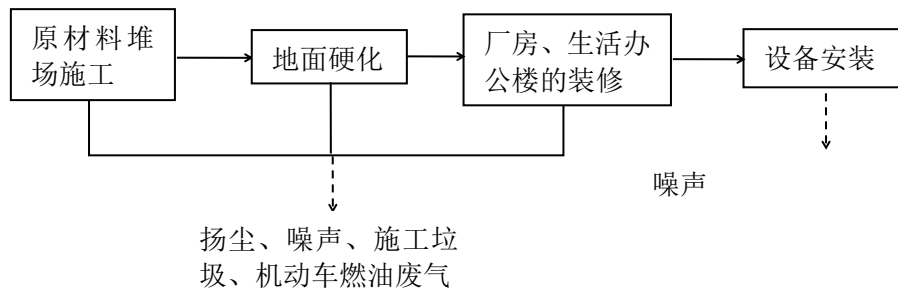 原材料堆
场施工
地面硬化
厂房、生活办
公楼的装修
设备安装
噪声
扬尘、噪声、施工垃
圾、机动车燃油废气